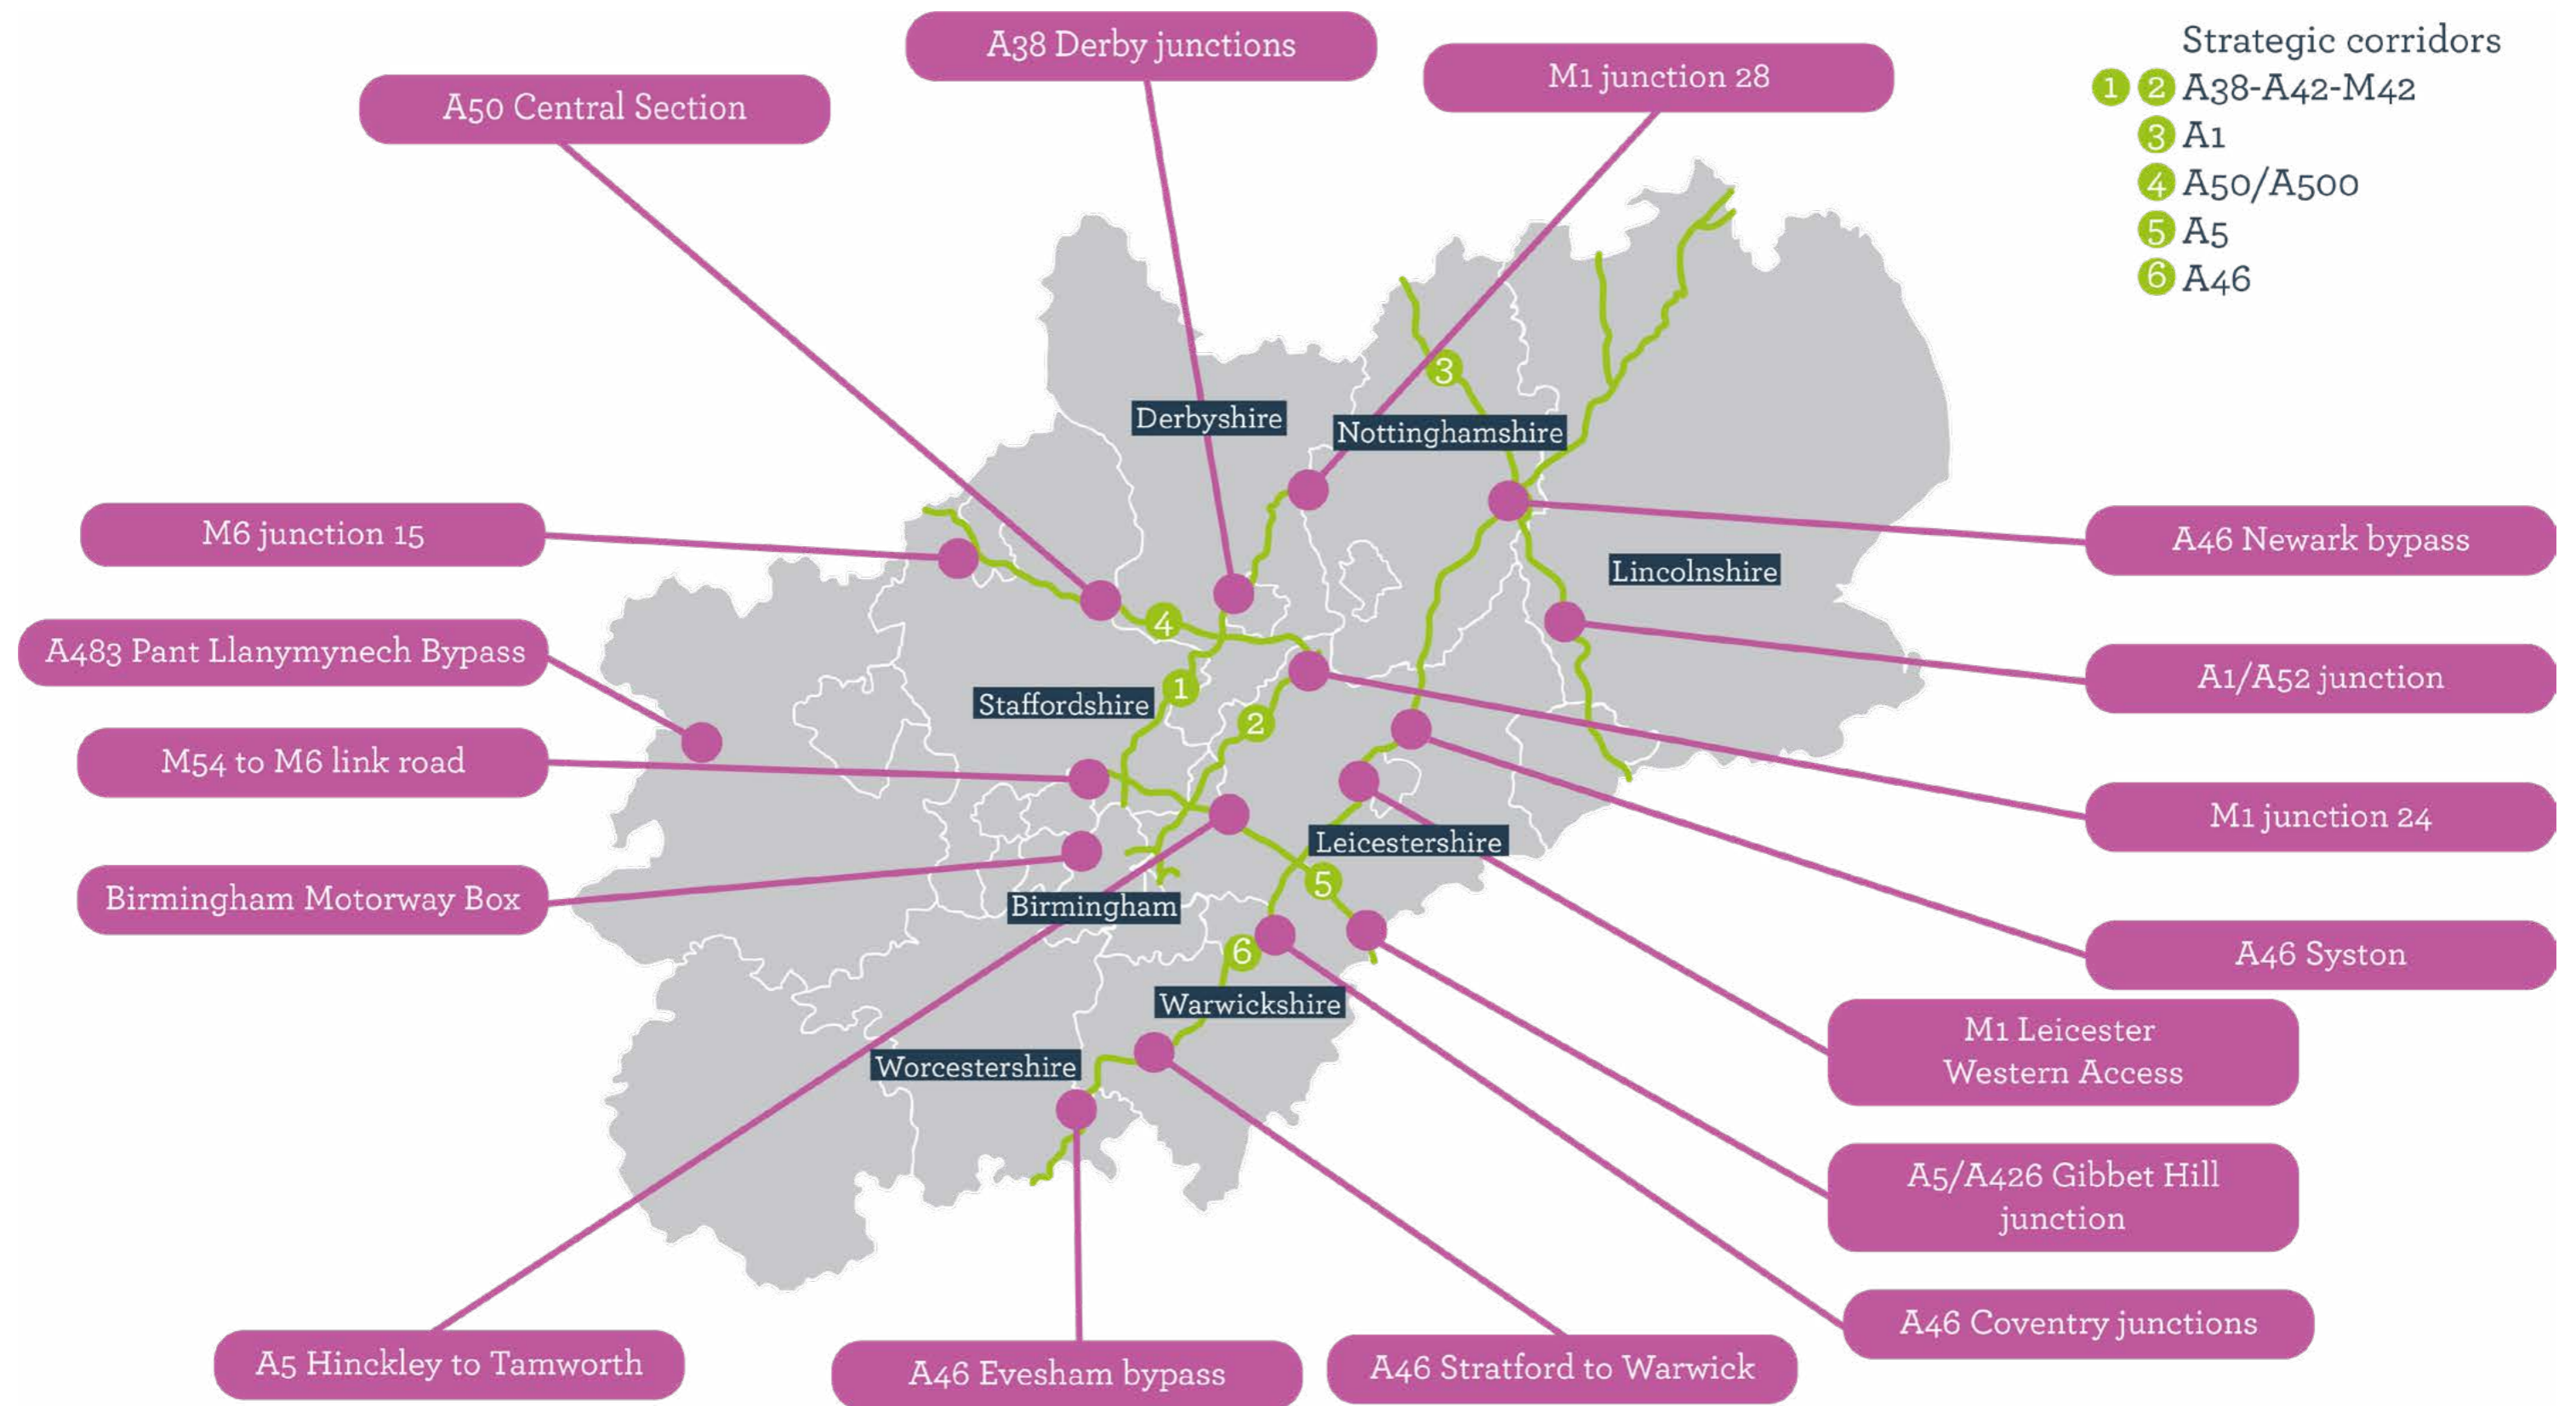 A38 Derby junctions
M1 junction 28
A50 Central Section
Strategic corridors
1 2 A38-A42-M42
3 A1
4 A50/A500
5 A5
6 A46
3
Derbyshire
Nottinghamshire
M6 junction 15
A46 Newark bypass
Lincolnshire
4
A483 Pant Llanymynech Bypass
A1/A52 junction
1
Staffordshire
2
M54 to M6 link road
M1 junction 24
Leicestershire
5
Birmingham Motorway Box
Birmingham
6
A46 Syston
Warwickshire
M1 Leicester
Western Access
Worcestershire
A5/A426 Gibbet Hill
junction
A46 Coventry junctions
A5 Hinckley to Tamworth
A46 Evesham bypass
A46 Stratford to Warwick